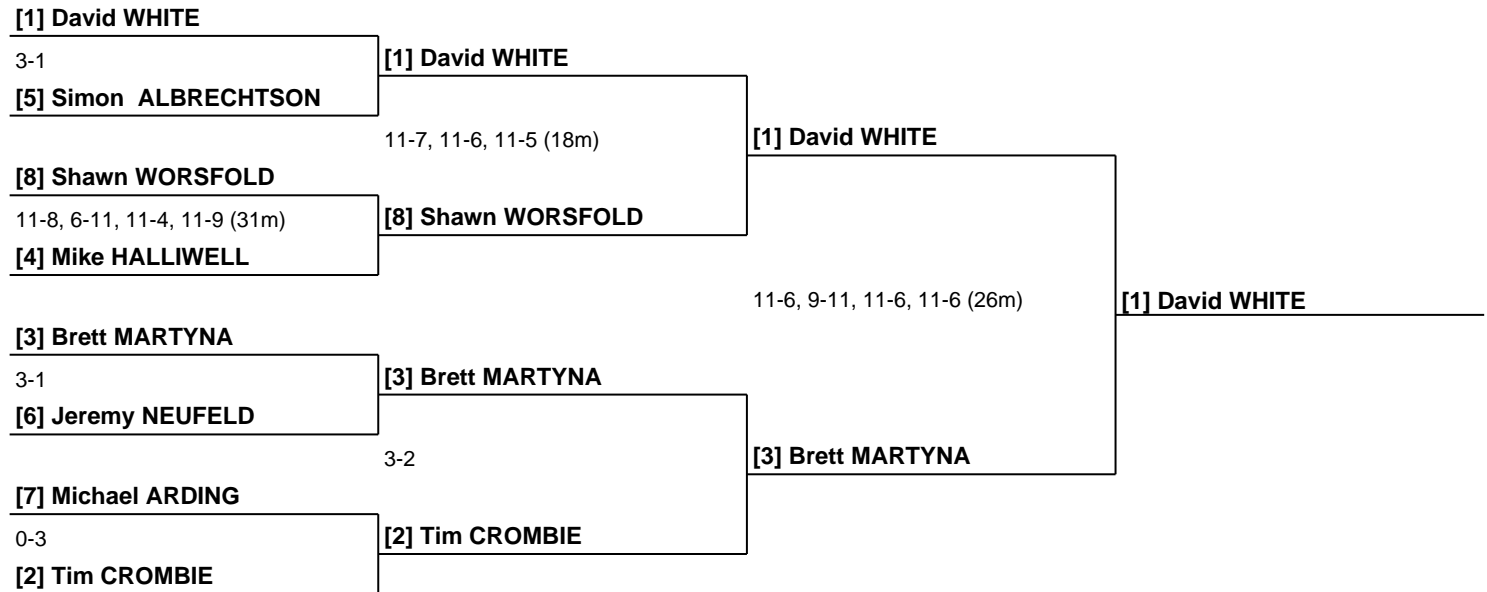 [1] David WHITE
3-1
[5] Simon ALBRECHTSON
[1] David WHITE
11-7, 11-6, 11-5 (18m)
[8] Shawn WORSFOLD
11-8, 6-11, 11-4, 11-9 (31m)
[4] Mike HALLIWELL
[8] Shawn WORSFOLD
[1] David WHITE
11-6, 9-11, 11-6, 11-6 (26m)
[1] David WHITE
[3] Brett MARTYNA
3-1
[6] Jeremy NEUFELD
[3] Brett MARTYNA
3-2
[3] Brett MARTYNA
[7] Michael ARDING
0-3
[2] Tim CROMBIE
[2] Tim CROMBIE